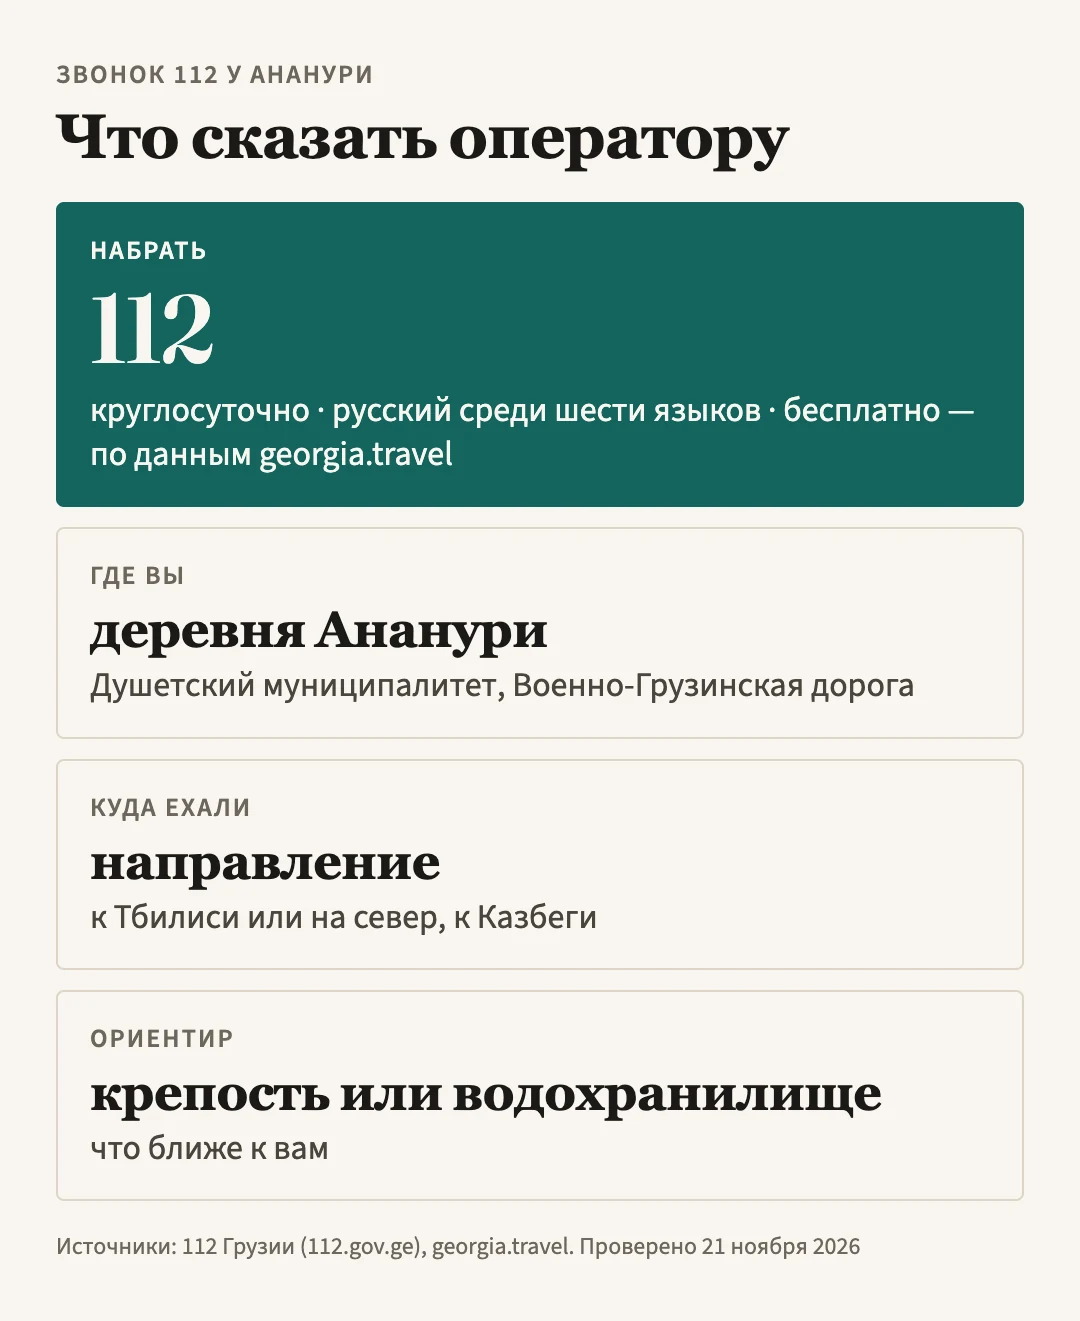 ЗВОНОК 112 У АНАНУРИ
Что сказать оператору
НАБРАТЬ
112
круглосуточно · русский среди шести языков · бесплатно —
по данным georgia.travel
ГДЕ ВЫ
деревня Ананури
Душетский муниципалитет, Военно-Грузинская дорога
КУДА ЕХАЛИ
направление
к Тбилиси или на север, к Казбеги
ОРИЕНТИР
крепость или водохранилище
что ближе к вам
Источники: 112 Грузии (112.gov.ge), georgia.travel. Проверено 21 ноября 2026